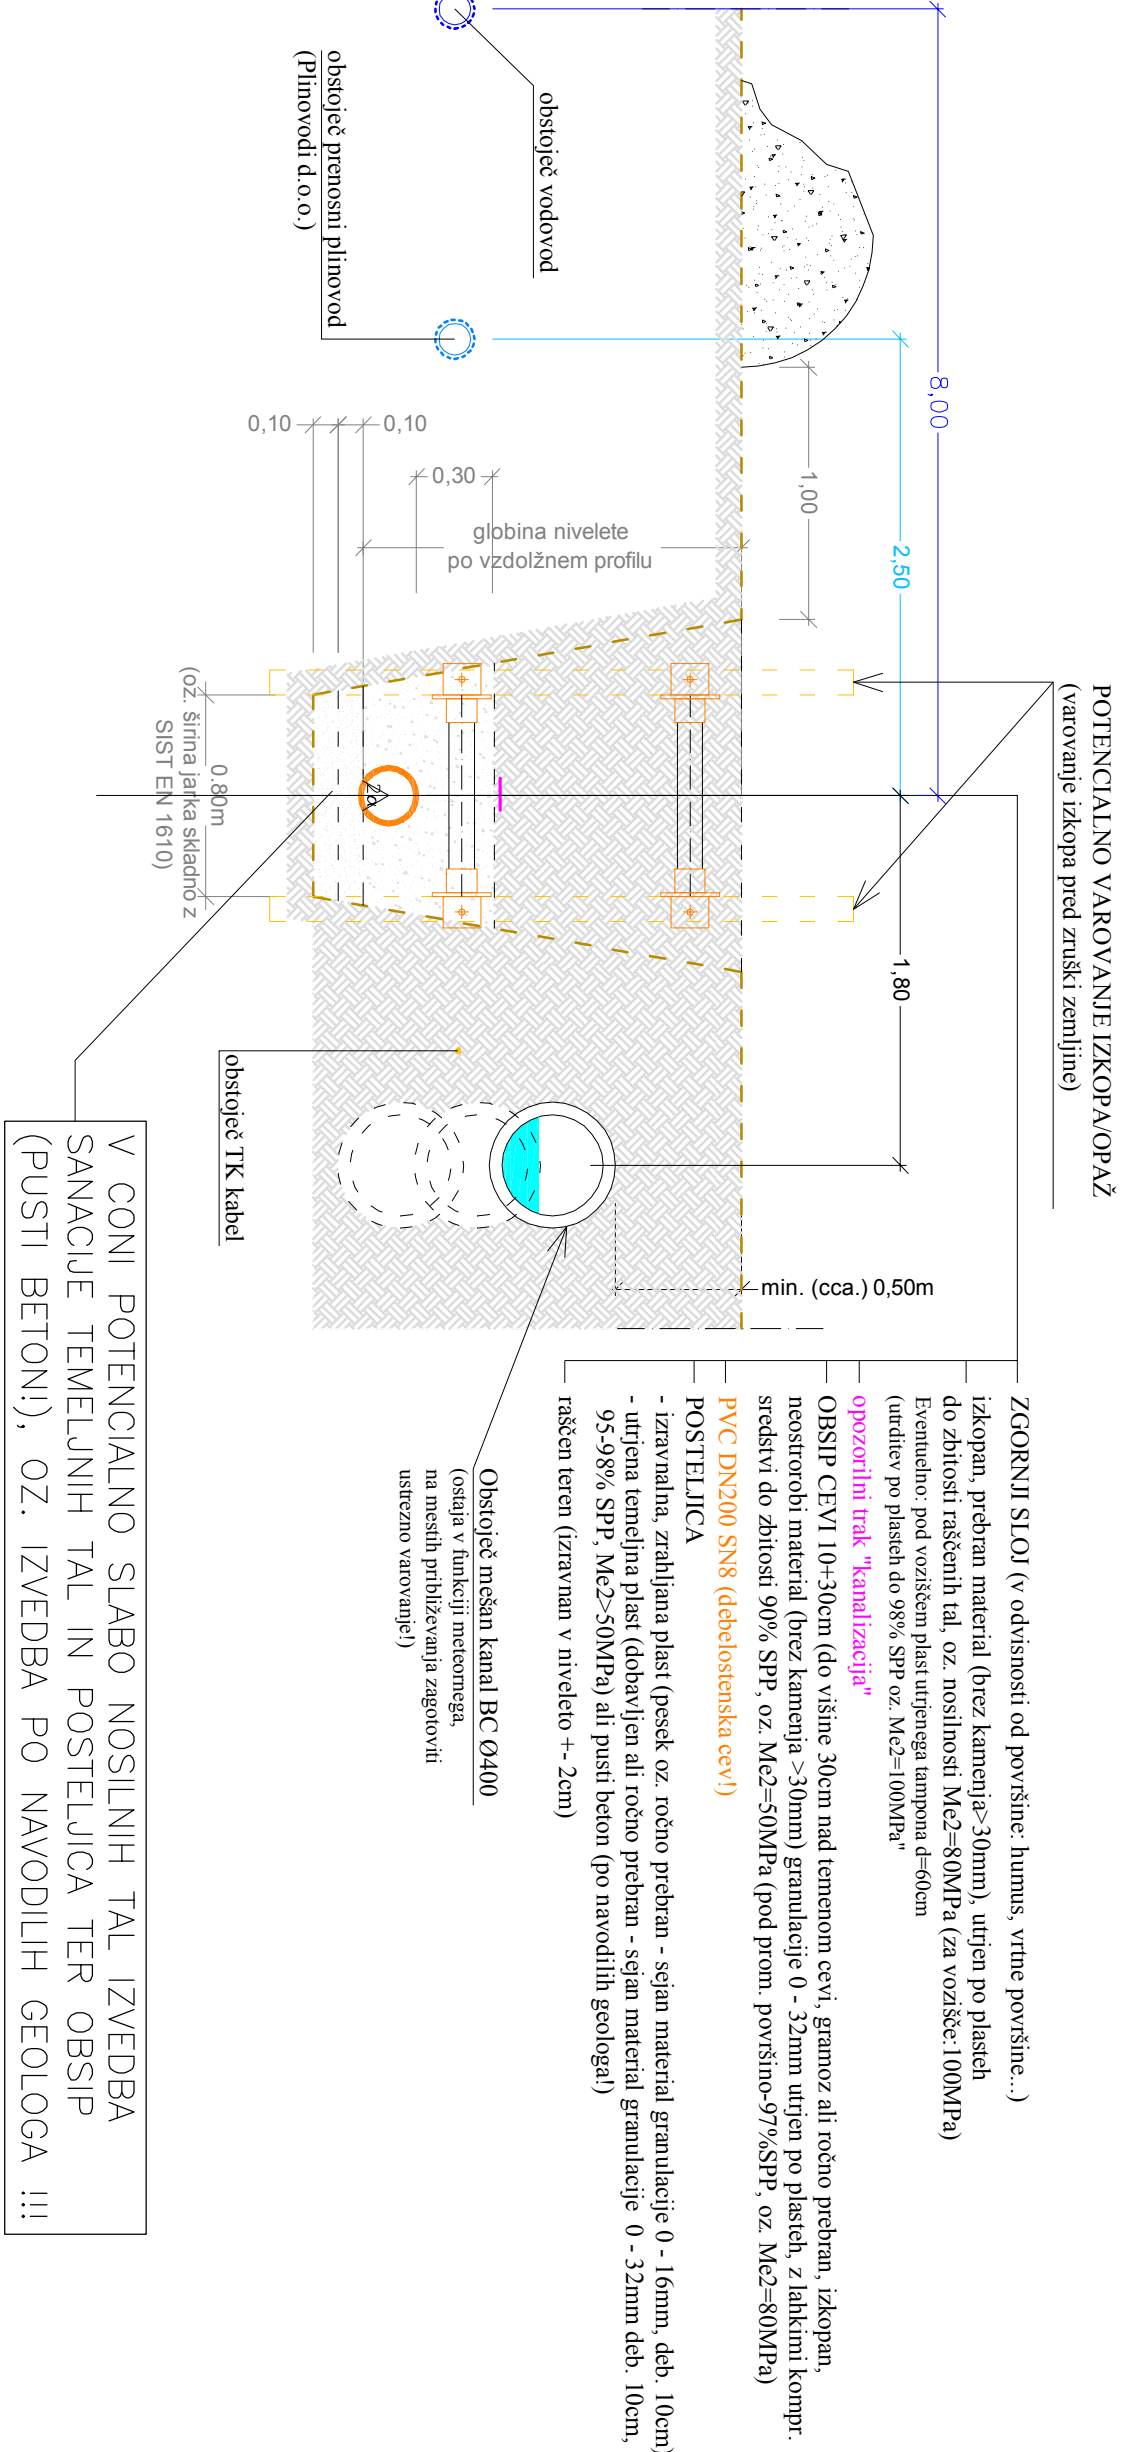 POTENCIALNO VAROVANJE IZKOPA/OPAŽ
(varovanje izkopa pred zruški zemljine)
8,00
2,50
1,80
1,00
min. (cca.) 0,50m
obstoječ vodovod
obstoječ prenosni plinovod
(Plinovodi d.o.o.)
globina nivelete
po vzdolžnem profilu
0,30
0,10
0,10
2α
0.80m
(oz. širina jarka skladno z
SIST EN 1610)
obstoječ TK kabel
ZGORNJI SLOJ (v odvisnosti od površine: humus, vrtne površine...)
izkopan, prebran material (brez kamenja>30mm), utrjen po plasteh
do zbitosti raščenih tal, oz. nosilnosti Me2=80MPa (za vozišče:100MPa)
Eventuelno: pod voziščem plast utrjenega tampona d=60cm
(utrditev po plasteh do 98% SPP oz. Me2=100MPa"
opozorilni trak "kanalizacija"
OBSIP CEVI 10+30cm (do višine 30cm nad temenom cevi, gramoz ali ročno prebran, izkopan,
neostrorobi material (brez kamenja >30mm) granulacije 0 - 32mm utrjen po plasteh, z lahkimi kompr.
sredstvi do zbitosti 90% SPP, oz. Me2=50MPa (pod prom. površino-97%SPP, oz. Me2=80MPa)
PVC DN200 SN8 (debelostenska cev!)
POSTELJICA
- izravnalna, zrahljana plast (pesek oz. ročno prebran - sejan material granulacije 0 - 16mm, deb. 10cm)
- utrjena temeljna plast (dobavljen ali ročno prebran - sejan material granulacije 0 - 32mm deb. 10cm,
95-98% SPP, Me2>50MPa) ali pusti beton (po navodilih geologa!)
raščen teren (izravnan v niveleto +- 2cm)
Obstoječ mešan kanal BC Ø400
(ostaja v funkciji meteornega,
na mestih približevanja zagotoviti
ustrezno varovanje!)
V CONI POTENCIALNO SLABO NOSILNIH TAL IZVEDBA
SANACIJE TEMELJNIH TAL IN POSTELJICA TER OBSIP
(PUSTI BETON!), OZ. IZVEDBA PO NAVODILIH GEOLOGA !!!